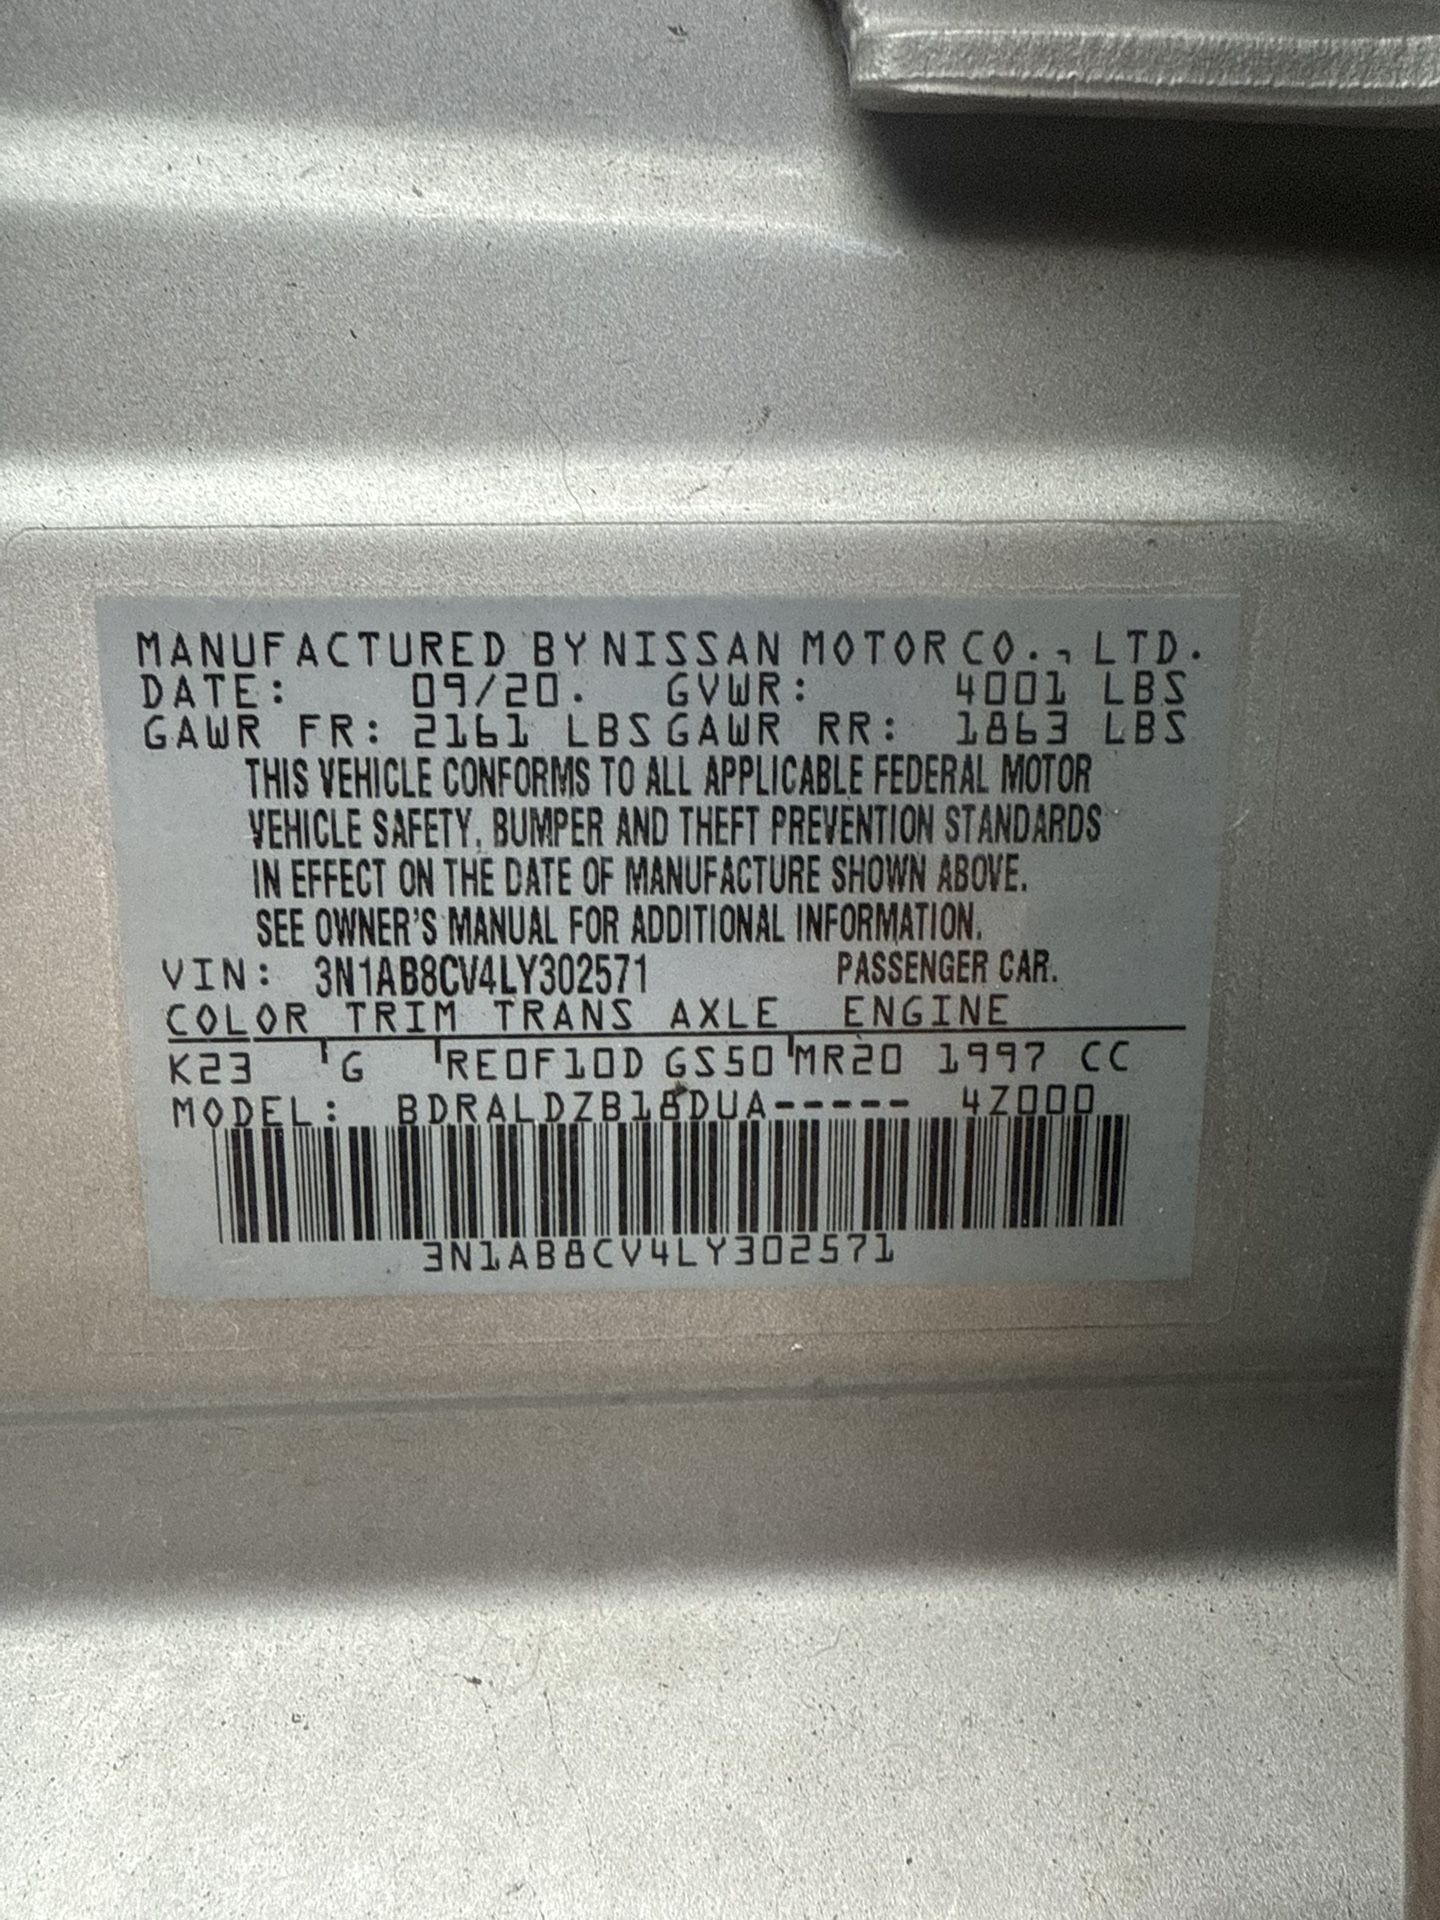 MANUFACTURED BY NISSAN MOTOR CO., LTD.
DATE: 09/20. GVWR: 4001 LBS
GAWR FR: 2161 LBS GAWR RR: 1863 LBS
THIS VEHICLE CONFORMS TO ALL APPLICABLE FEDERAL MOTOR
VEHICLE SAFETY, BUMPER AND THEFT PREVENTION STANDARDS
IN EFFECT ON THE DATE OF MANUFACTURE SHOWN ABOVE.
SEE OWNER'S MANUAL FOR ADDITIONAL INFORMATION.
VIN: 3N1AB8CV4LY302571 PASSENGER CAR.
COLOR TRIM TRANS AXLE ENGINE
K23 G RE0F10D GS50 MR20 1997 CC
MODEL: BDRALDZB18DUA----- 4Z000
3N1AB8CV4LY302571